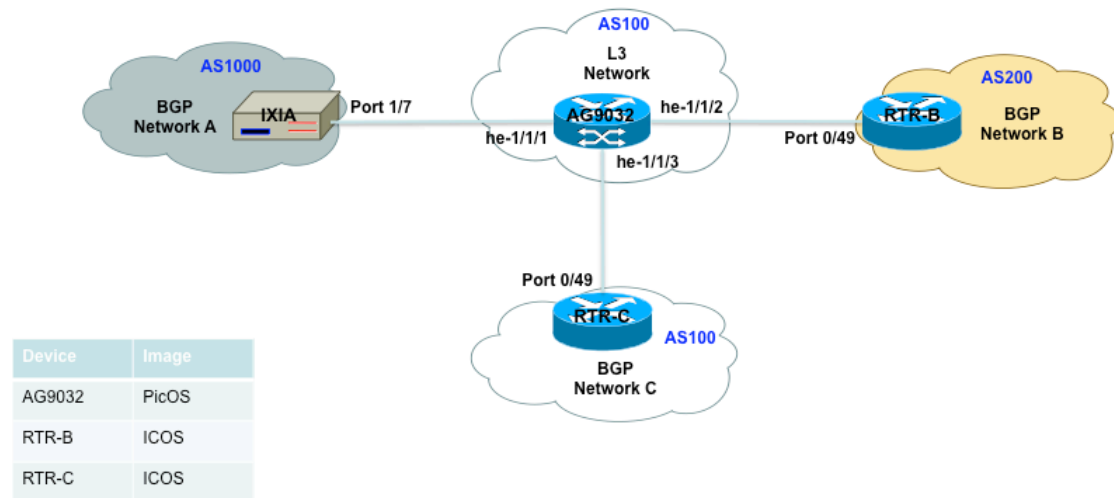 AS100
L3
Network
AS1000
BGP
Network A
IXIA
Port 1/7
he-1/1/1
AG9032
he-1/1/2
he-1/1/3
AS200
RTR-B
BGP
Network B
Port 0/49
Port 0/49
RTR-C
AS100
BGP
Network C
Device Image
AG9032 PicOS
RTR-B ICOS
RTR-C ICOS